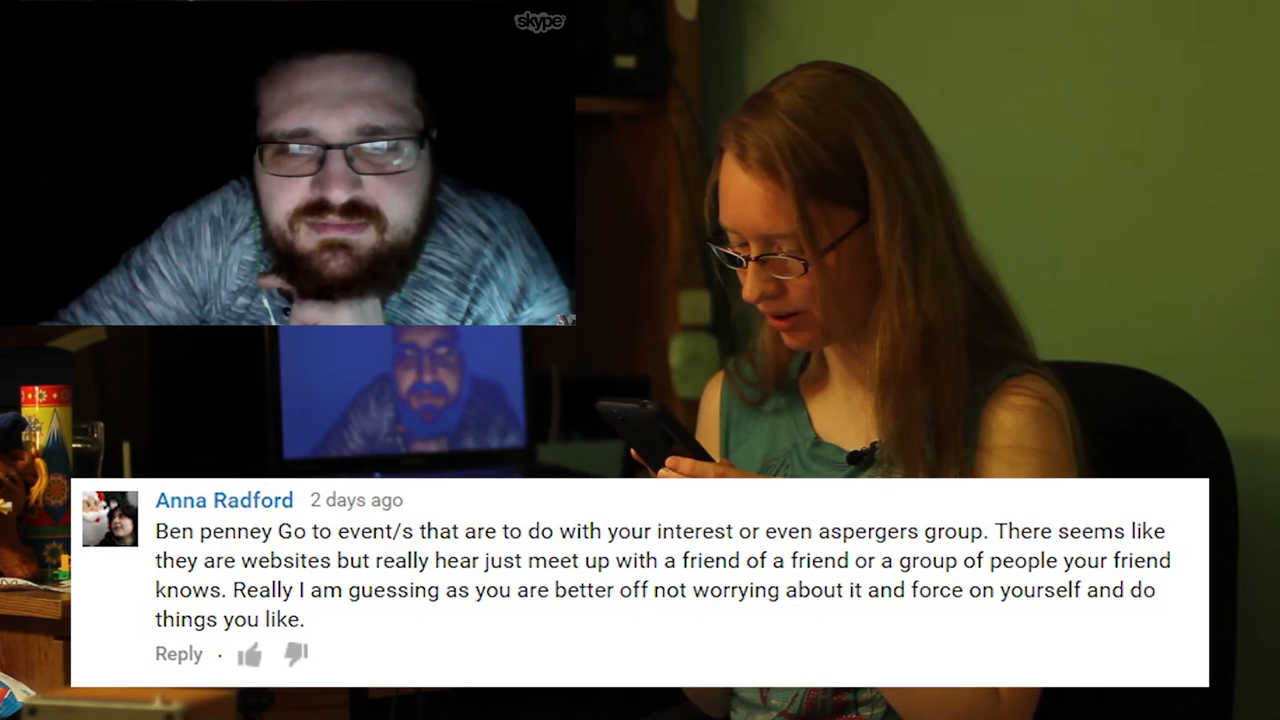 skype
Anna Radford 2 days ago
Ben penney Go to event/s that are to do with your interest or even aspergers group. There seems like
they are websites but really hear just meet up with a friend of a friend or a group of people your friend
knows. Really I am guessing as you are better off not worrying about it and force on yourself and do
things you like.
Reply